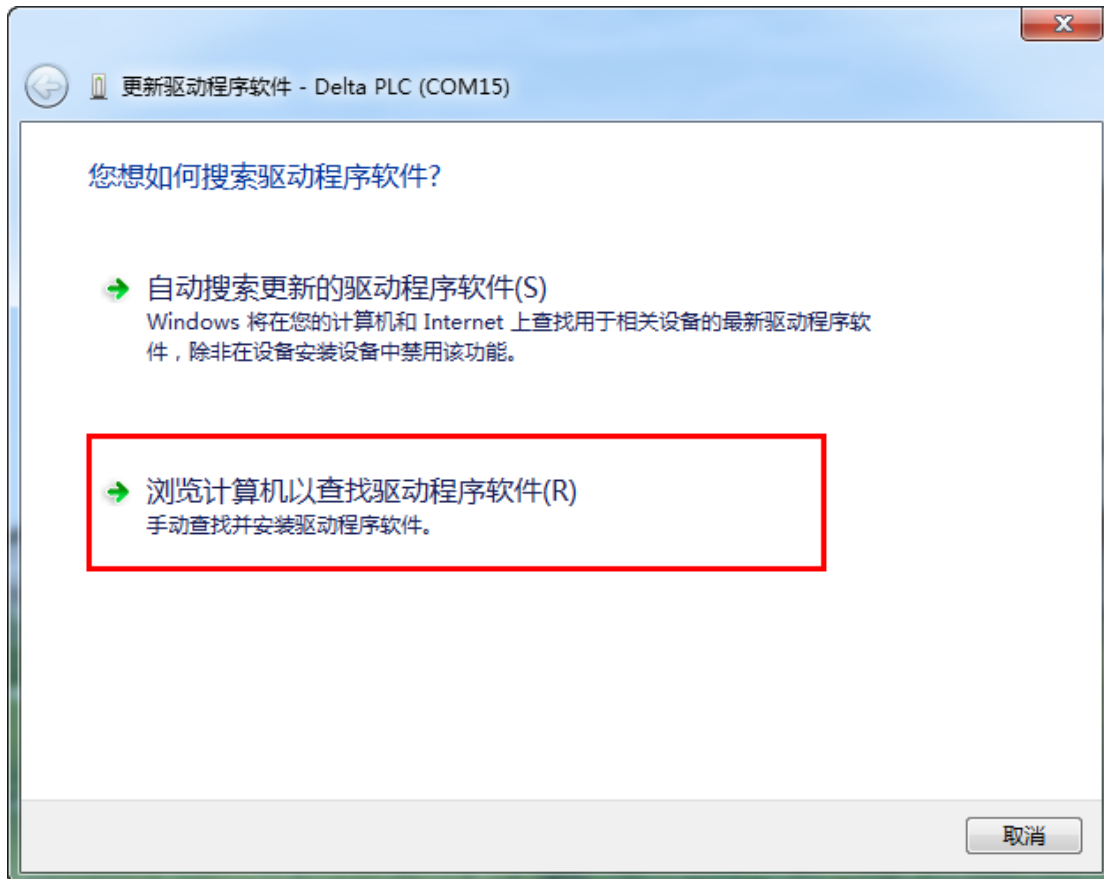 更新驱动程序软件 - Delta PLC (COM15)
您想如何搜索驱动程序软件?
自动搜索更新的驱动程序软件(S)
Windows 将在您的计算机和 Internet 上查找用于相关设备的最新驱动程序软
件，除非在设备安装设备中禁用该功能。
浏览计算机以查找驱动程序软件(R)
手动查找并安装驱动程序软件。
取消